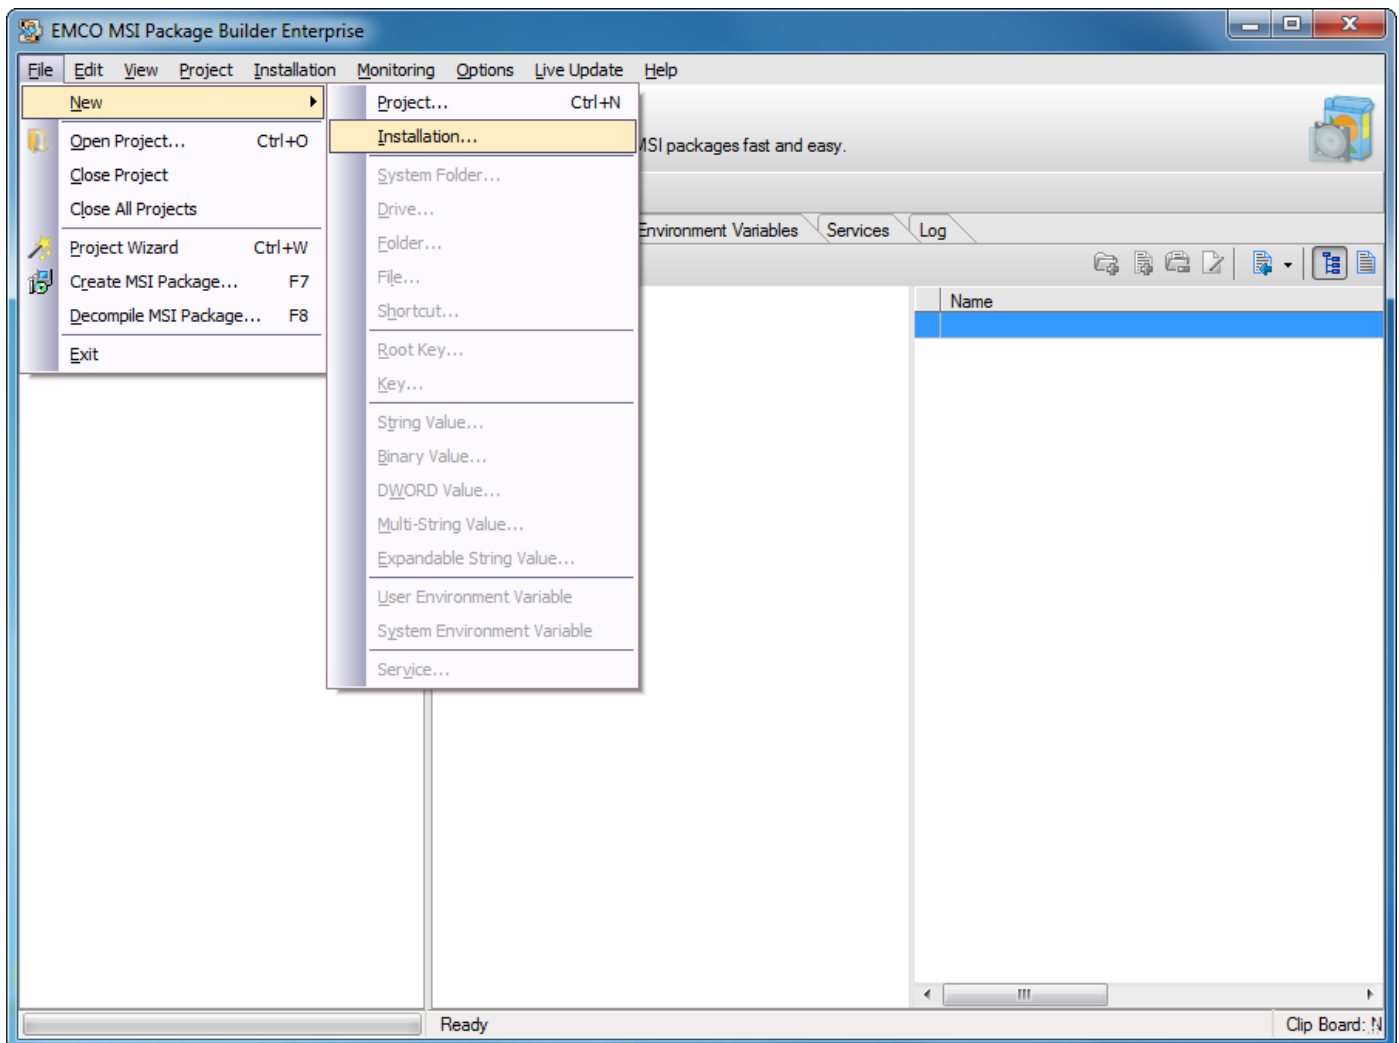 EMCO MSI Package Builder Enterprise
File Edit View Project Installation Monitoring Options Live Update Help
New
Open Project... Ctrl+O
Close Project
Close All Projects
Project Wizard Ctrl+W
Create MSI Package... F7
Decompile MSI Package... F8
Exit
Project... Ctrl+N
Installation...
System Folder...
Drive...
Folder...
File...
Shortcut...
Root Key...
Key...
String Value...
Binary Value...
DWORD Value...
Multi-String Value...
Expandable String Value...
User Environment Variable
System Environment Variable
Service...
MSI packages fast and easy.
Environment Variables Services Log
Name
Ready
Clip Board: N